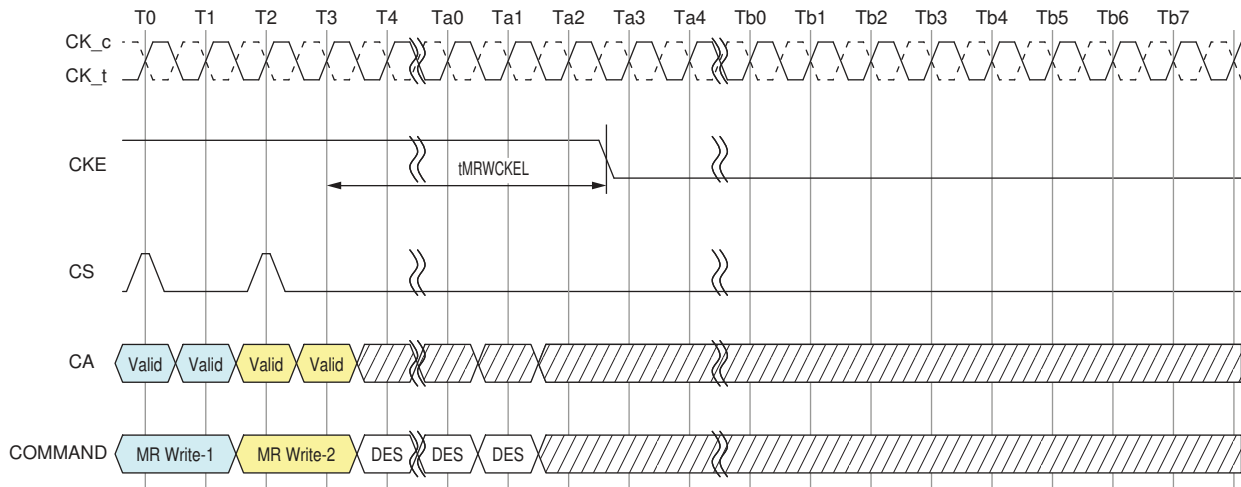 T0 T1 T2 T3 T4 Ta0 Ta1 Ta2 Ta3 Ta4 Tb0 Tb1 Tb2 Tb3 Tb4 Tb5 Tb6 Tb7
CK_c
CK_t
CKE
tMRWCKEL
CS
CA Valid Valid Valid Valid
COMMAND MR Write-1 MR Write-2 DES DES DES